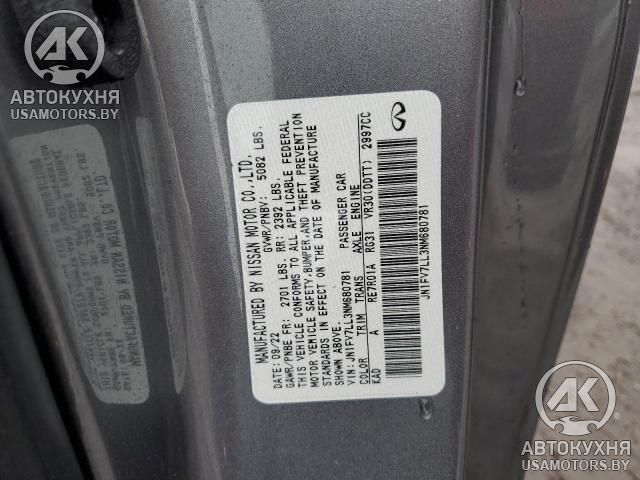 AK
АВТОКУХНЯ
USAMOTORS.BY
MANUFACTURED BY NISSAN MOTOR CO.,LTD.
DATE: 09/22 GVWR/PNBV: 5082 LBS.
GAWR/PNBE FR: 2701 LBS. RR: 2392 LBS.
THIS VEHICLE CONFORMS TO ALL APPLICABLE FEDERAL
MOTOR VEHICLE SAFETY, BUMPER, AND THEFT PREVENTION
STANDARDS IN EFFECT ON THE DATE OF MANUFACTURE
SHOWN ABOVE.
VIN: JN1FV7LL3NM680781 PASSENGER CAR
COLOR TRIM TRANS AXLE ENGINE
KAD A RE7R01A RG31 VR30(DDTT) 2997CC
JN1FV7LL3NM680781
AK
АВТОКУХНЯ
USAMOTORS.BY